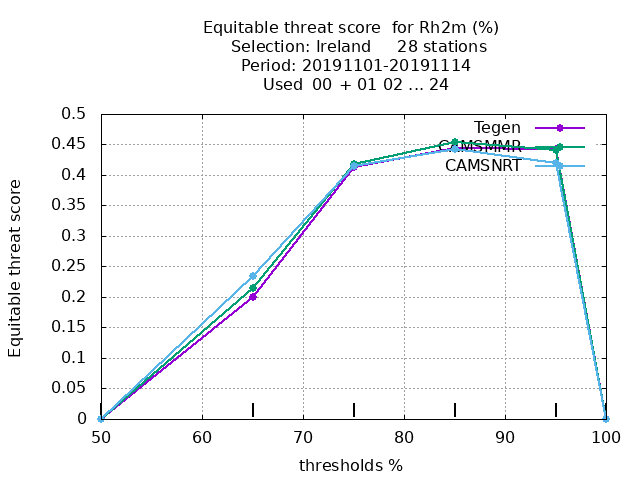 Equitable threat score  for Rh2m (%)
Selection: Ireland     28 stations
Period: 20191101-20191114
Used  00 + 01 02 ... 24
Equitable threat score
0.5
0.45
0.4
0.35
0.3
0.25
0.2
0.15
0.1
0.05
0
50 60 70 80 90 100
thresholds %
Tegen
CAMSMMR
CAMSNRT